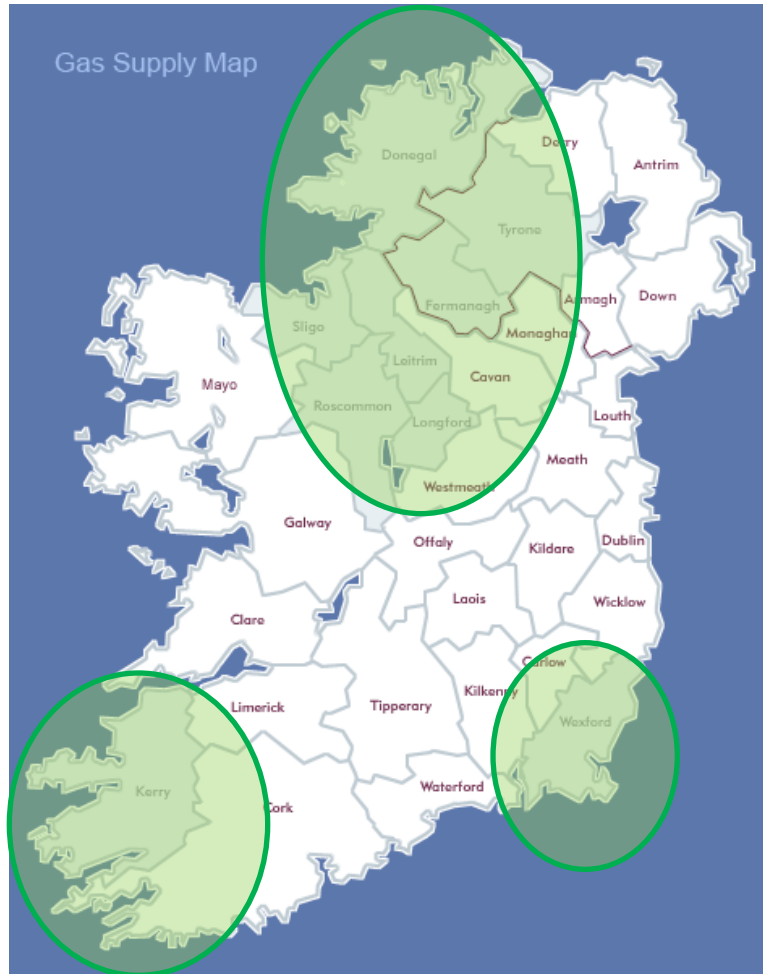 Gas Supply Map
Derry
Donegal
Antrim
Tyrone
Fermanagh
Armagh
Down
Sligo
Monaghan
Leitrim
Cavan
Mayo
Roscommon
Longford
Louth
Meath
Westmeath
Galway
Offaly
Kildare
Dublin
Laois
Wicklow
Clare
Carlow
Kilkenny
Limerick
Tipperary
Wexford
Waterford
Kerry
Cork